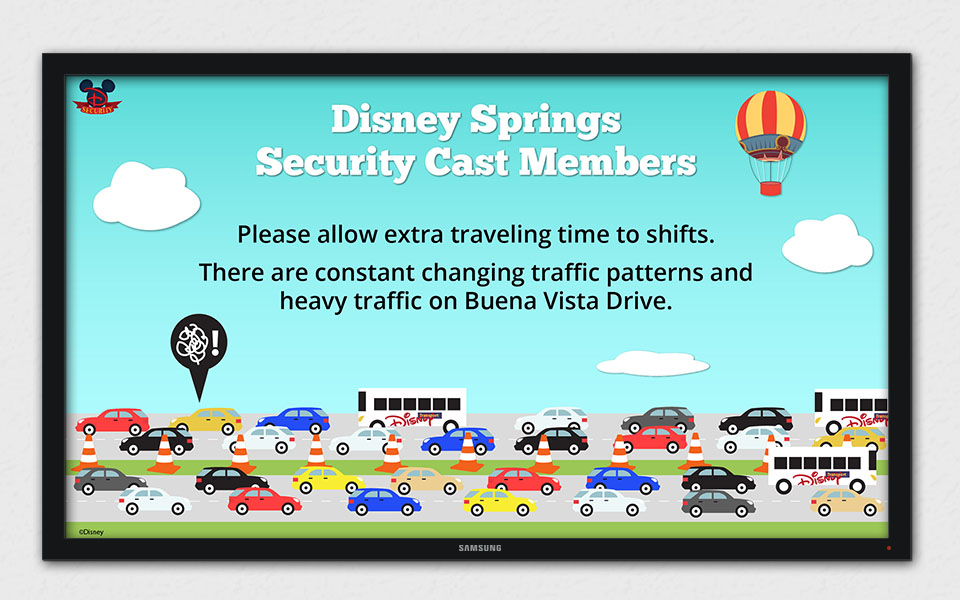 SECURITY
Disney Springs
Security Cast Members
Please allow extra traveling time to shifts.
There are constant changing traffic patterns and
heavy traffic on Buena Vista Drive.
!
Transport
Disney
Transport
Disney
Transport
Disney
©Disney
SAMSUNG